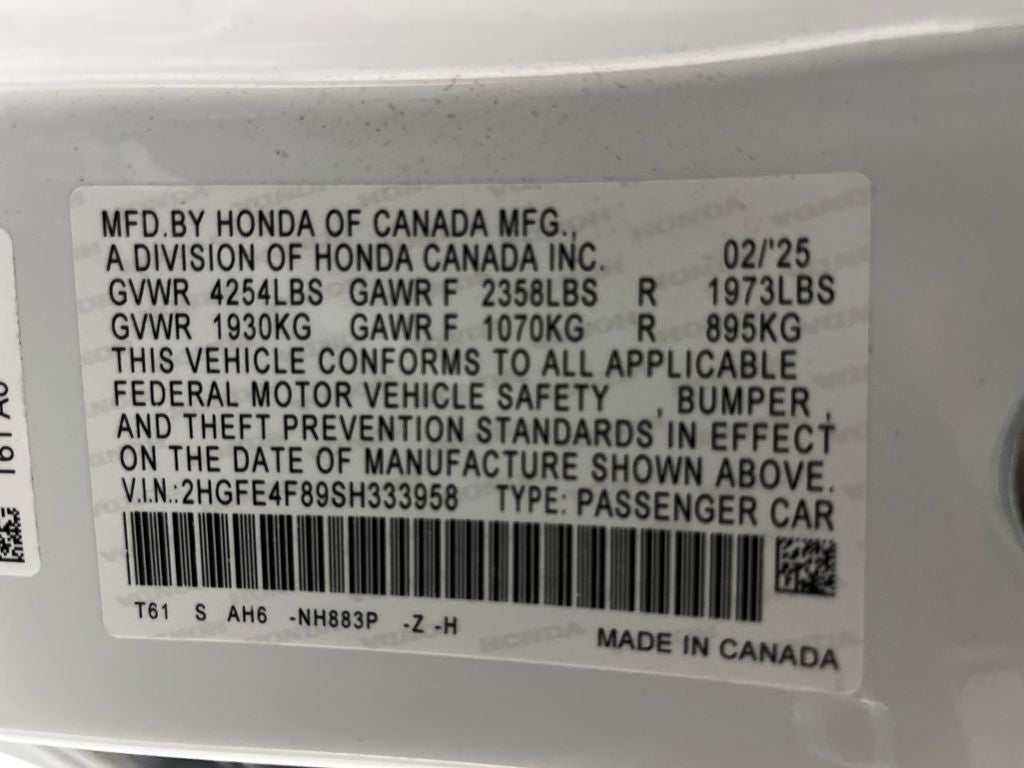 MFD.BY HONDA OF CANADA MFG.,
A DIVISION OF HONDA CANADA INC. 02/'25
GVWR 4254LBS GAWR F 2358LBS R 1973LBS
GVWR 1930KG GAWR F 1070KG R 895KG
THIS VEHICLE CONFORMS TO ALL APPLICABLE
FEDERAL MOTOR VEHICLE SAFETY , BUMPER ,
AND THEFT PREVENTION STANDARDS IN EFFECT
ON THE DATE OF MANUFACTURE SHOWN ABOVE.
V.I.N.:2HGFE4F89SH333958 TYPE: PASSENGER CAR
T61 S AH6 -NH883P -Z -H
MADE IN CANADA